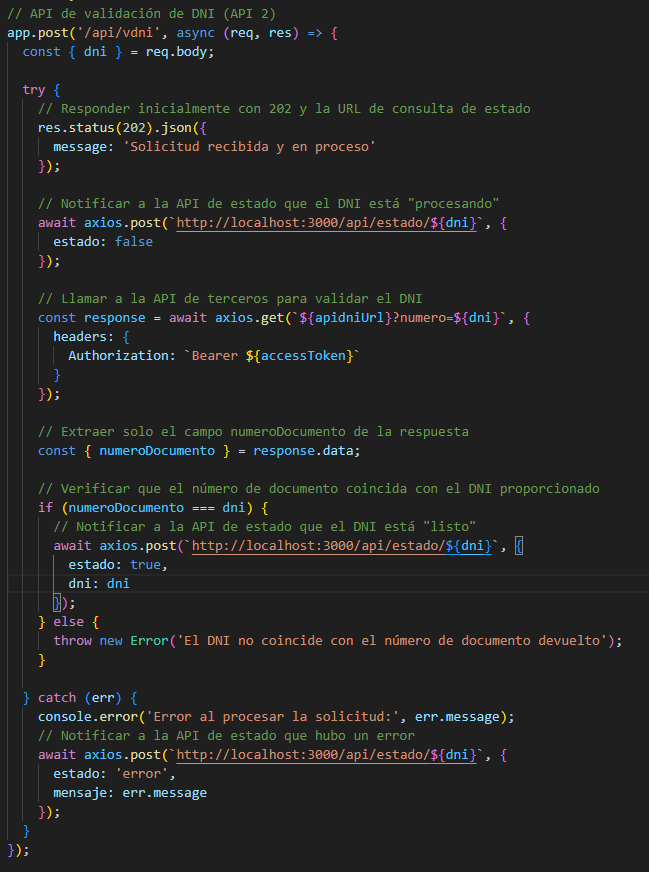 // API de validación de DNI (API 2)
app.post('/api/vdni', async (req, res) => {
  const { dni } = req.body;

  try {
    // Responder inicialmente con 202 y la URL de consulta de estado
    res.status(202).json({
      message: 'Solicitud recibida y en proceso'
    });

    // Notificar a la API de estado que el DNI está "procesando"
    await axios.post(`http://localhost:3000/api/estado/${dni}`, {
      estado: false
    });

    // Llamar a la API de terceros para validar el DNI
    const response = await axios.get(`${apidniUrl}?numero=${dni}`, {
      headers: {
        Authorization: `Bearer ${accessToken}`
      }
    });

    // Extraer solo el campo numeroDocumento de la respuesta
    const { numeroDocumento } = response.data;

    // Verificar que el número de documento coincida con el DNI proporcionado
    if (numeroDocumento === dni) {
      // Notificar a la API de estado que el DNI está "listo"
      await axios.post(`http://localhost:3000/api/estado/${dni}`, {
        estado: true,
        dni: dni
      });
    } else {
      throw new Error('El DNI no coincide con el número de documento devuelto');
    }

  } catch (err) {
    console.error('Error al procesar la solicitud:', err.message);
    // Notificar a la API de estado que hubo un error
    await axios.post(`http://localhost:3000/api/estado/${dni}`, {
      estado: 'error',
      mensaje: err.message
    });
  }
});